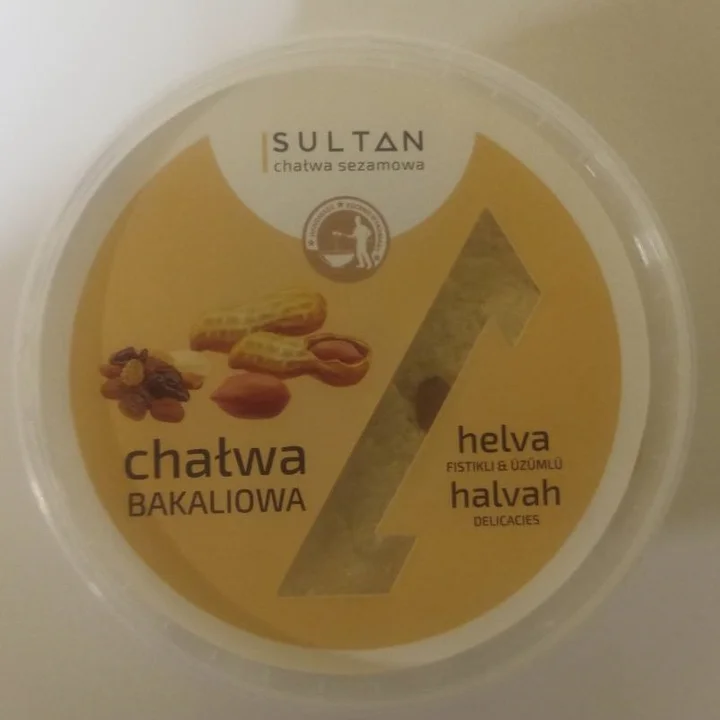 SULTAN
chałwa sezamowa
chałwa
BAKALIOWA
helva
FISTIKLI & ÜZÜMLÜ
halvah
DELICACIES